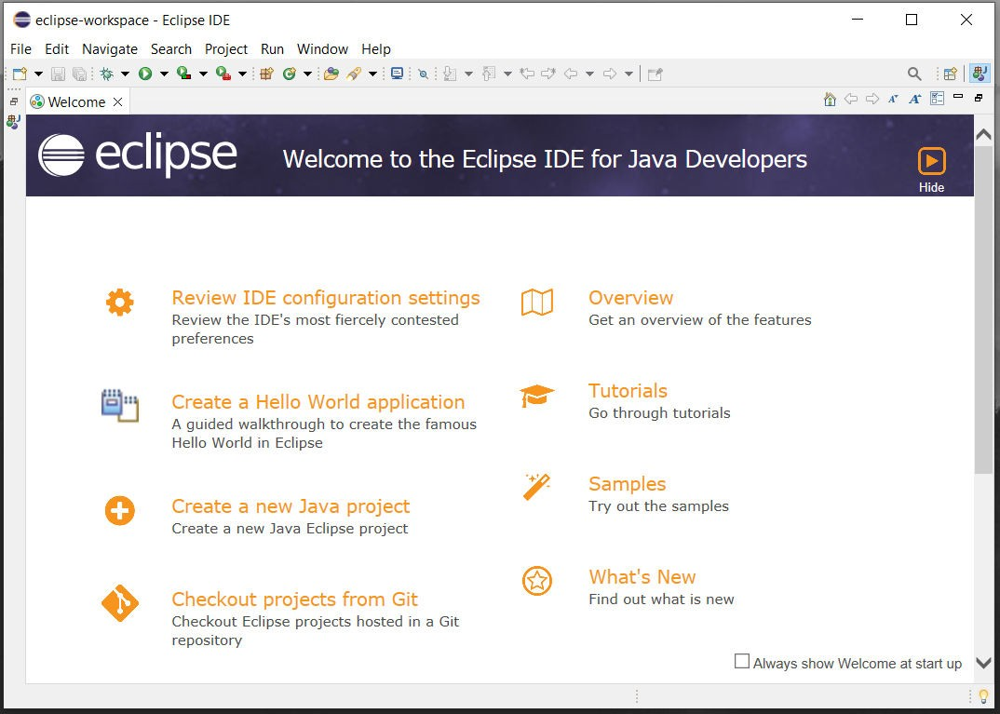 eclipse-workspace - Eclipse IDE
File Edit Navigate Search Project Run Window Help
Welcome
eclipse
Welcome to the Eclipse IDE for Java Developers
Hide
Review IDE configuration settings
Review the IDE's most fiercely contested
preferences
Create a Hello World application
A guided walkthrough to create the famous
Hello World in Eclipse
Create a new Java project
Create a new Java Eclipse project
Checkout projects from Git
Checkout Eclipse projects hosted in a Git
repository
Overview
Get an overview of the features
Tutorials
Go through tutorials
Samples
Try out the samples
What's New
Find out what is new
Always show Welcome at start up